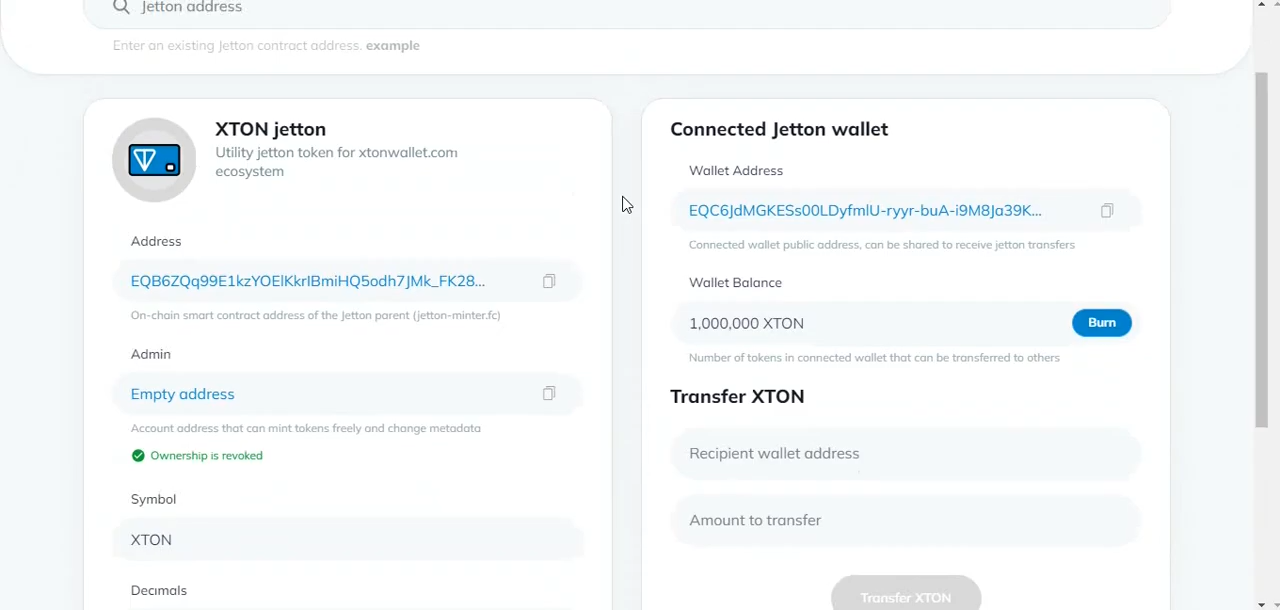 Jetton address
Enter an existing Jetton contract address. example
XTON jetton
Utility jetton token for xtonwallet.com
ecosystem
Address
EQB6ZQq99E1kzYOElKkrIBmiHQ5odh7JMk_FK28...
On-chain smart contract address of the Jetton parent (jetton-minter.fc)
Admin
Empty address
Account address that can mint tokens freely and change metadata
Ownership is revoked
Symbol
XTON
Decimals
Connected Jetton wallet
Wallet Address
EQC6JdMGKESs00LDyfmlU-ryyr-buA-i9M8Ja39K...
Connected wallet public address, can be shared to receive jetton transfers
Wallet Balance
1,000,000 XTON
Burn
Number of tokens in connected wallet that can be transferred to others
Transfer XTON
Recipient wallet address
Amount to transfer
Transfer XTON